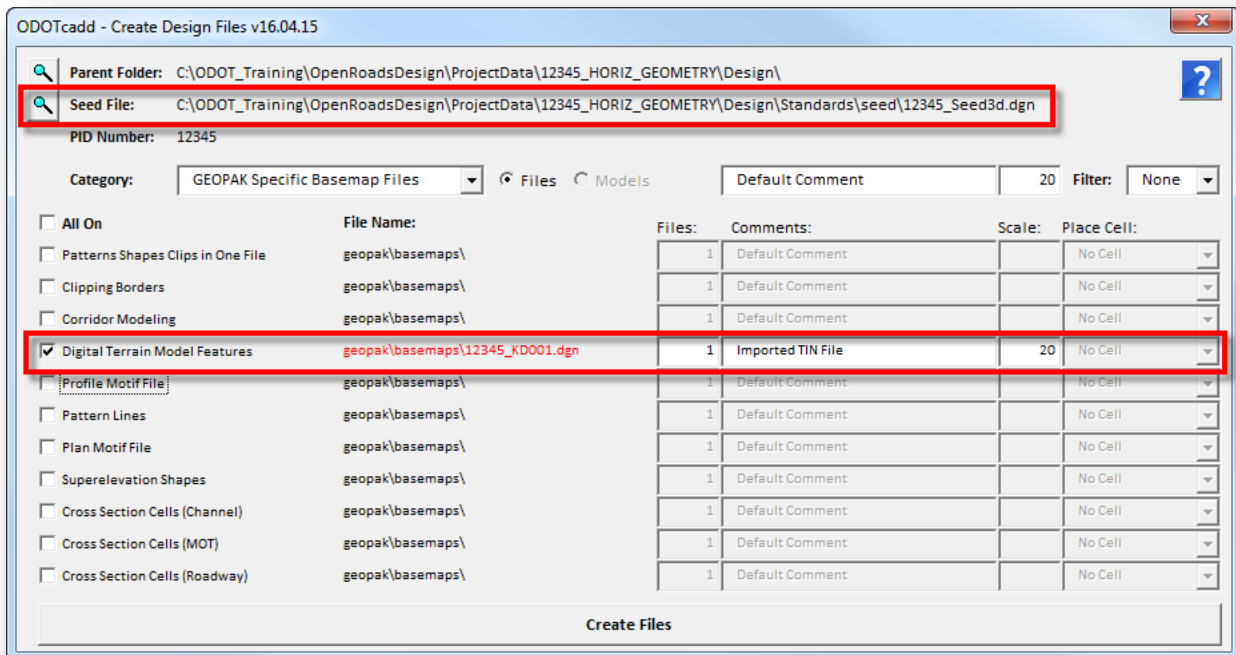 ODOTcadd - Create Design Files v16.04.15
Parent Folder: C:\ODOT_Training\OpenRoadsDesign\ProjectData\12345_HORIZ_GEOMETRY\Design\
Seed File: C:\ODOT_Training\OpenRoadsDesign\ProjectData\12345_HORIZ_GEOMETRY\Design\Standards\seed\12345_Seed3d.dgn
PID Number: 12345
Category: GEOPAK Specific Basemap Files Files Models Default Comment 20 Filter: None
All On File Name: Files: Comments: Scale: Place Cell:
Patterns Shapes Clips in One File geopak\basemaps\ 1 Default Comment No Cell
Clipping Borders geopak\basemaps\ 1 Default Comment No Cell
Corridor Modeling geopak\basemaps\ 1 Default Comment No Cell
Digital Terrain Model Features geopak\basemaps\12345_KD001.dgn 1 Imported TIN File 20 No Cell
Profile Motif File geopak\basemaps\ 1 Default Comment No Cell
Pattern Lines geopak\basemaps\ 1 Default Comment No Cell
Plan Motif File geopak\basemaps\ 1 Default Comment No Cell
Superelevation Shapes geopak\basemaps\ 1 Default Comment No Cell
Cross Section Cells (Channel) geopak\basemaps\ 1 Default Comment No Cell
Cross Section Cells (MOT) geopak\basemaps\ 1 Default Comment No Cell
Cross Section Cells (Roadway) geopak\basemaps\ 1 Default Comment No Cell
Create Files